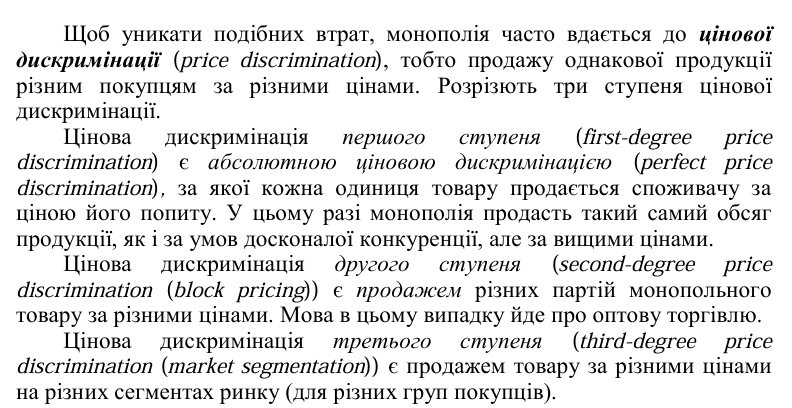 Щоб уникати подібних втрат, монополія часто вдається до цінової
дискримінації (price discrimination), тобто продажу однакової продукції
різним покупцям за різними цінами. Розрізють три ступеня цінової
дискримінації.
Цінова дискримінація першого ступеня (first-degree price
discrimination) є абсолютною ціновою дискримінацією (perfect price
discrimination), за якої кожна одиниця товару продається споживачу за
ціною його попиту. У цьому разі монополія продасть такий самий обсяг
продукції, як і за умов досконалої конкуренції, але за вищими цінами.
Цінова дискримінація другого ступеня (second-degree price
discrimination (block pricing)) є продажем різних партій монопольного
товару за різними цінами. Мова в цьому випадку йде про оптову торгівлю.
Цінова дискримінація третього ступеня (third-degree price
discrimination (market segmentation)) є продажем товару за різними цінами
на різних сегментах ринку (для різних груп покупців).